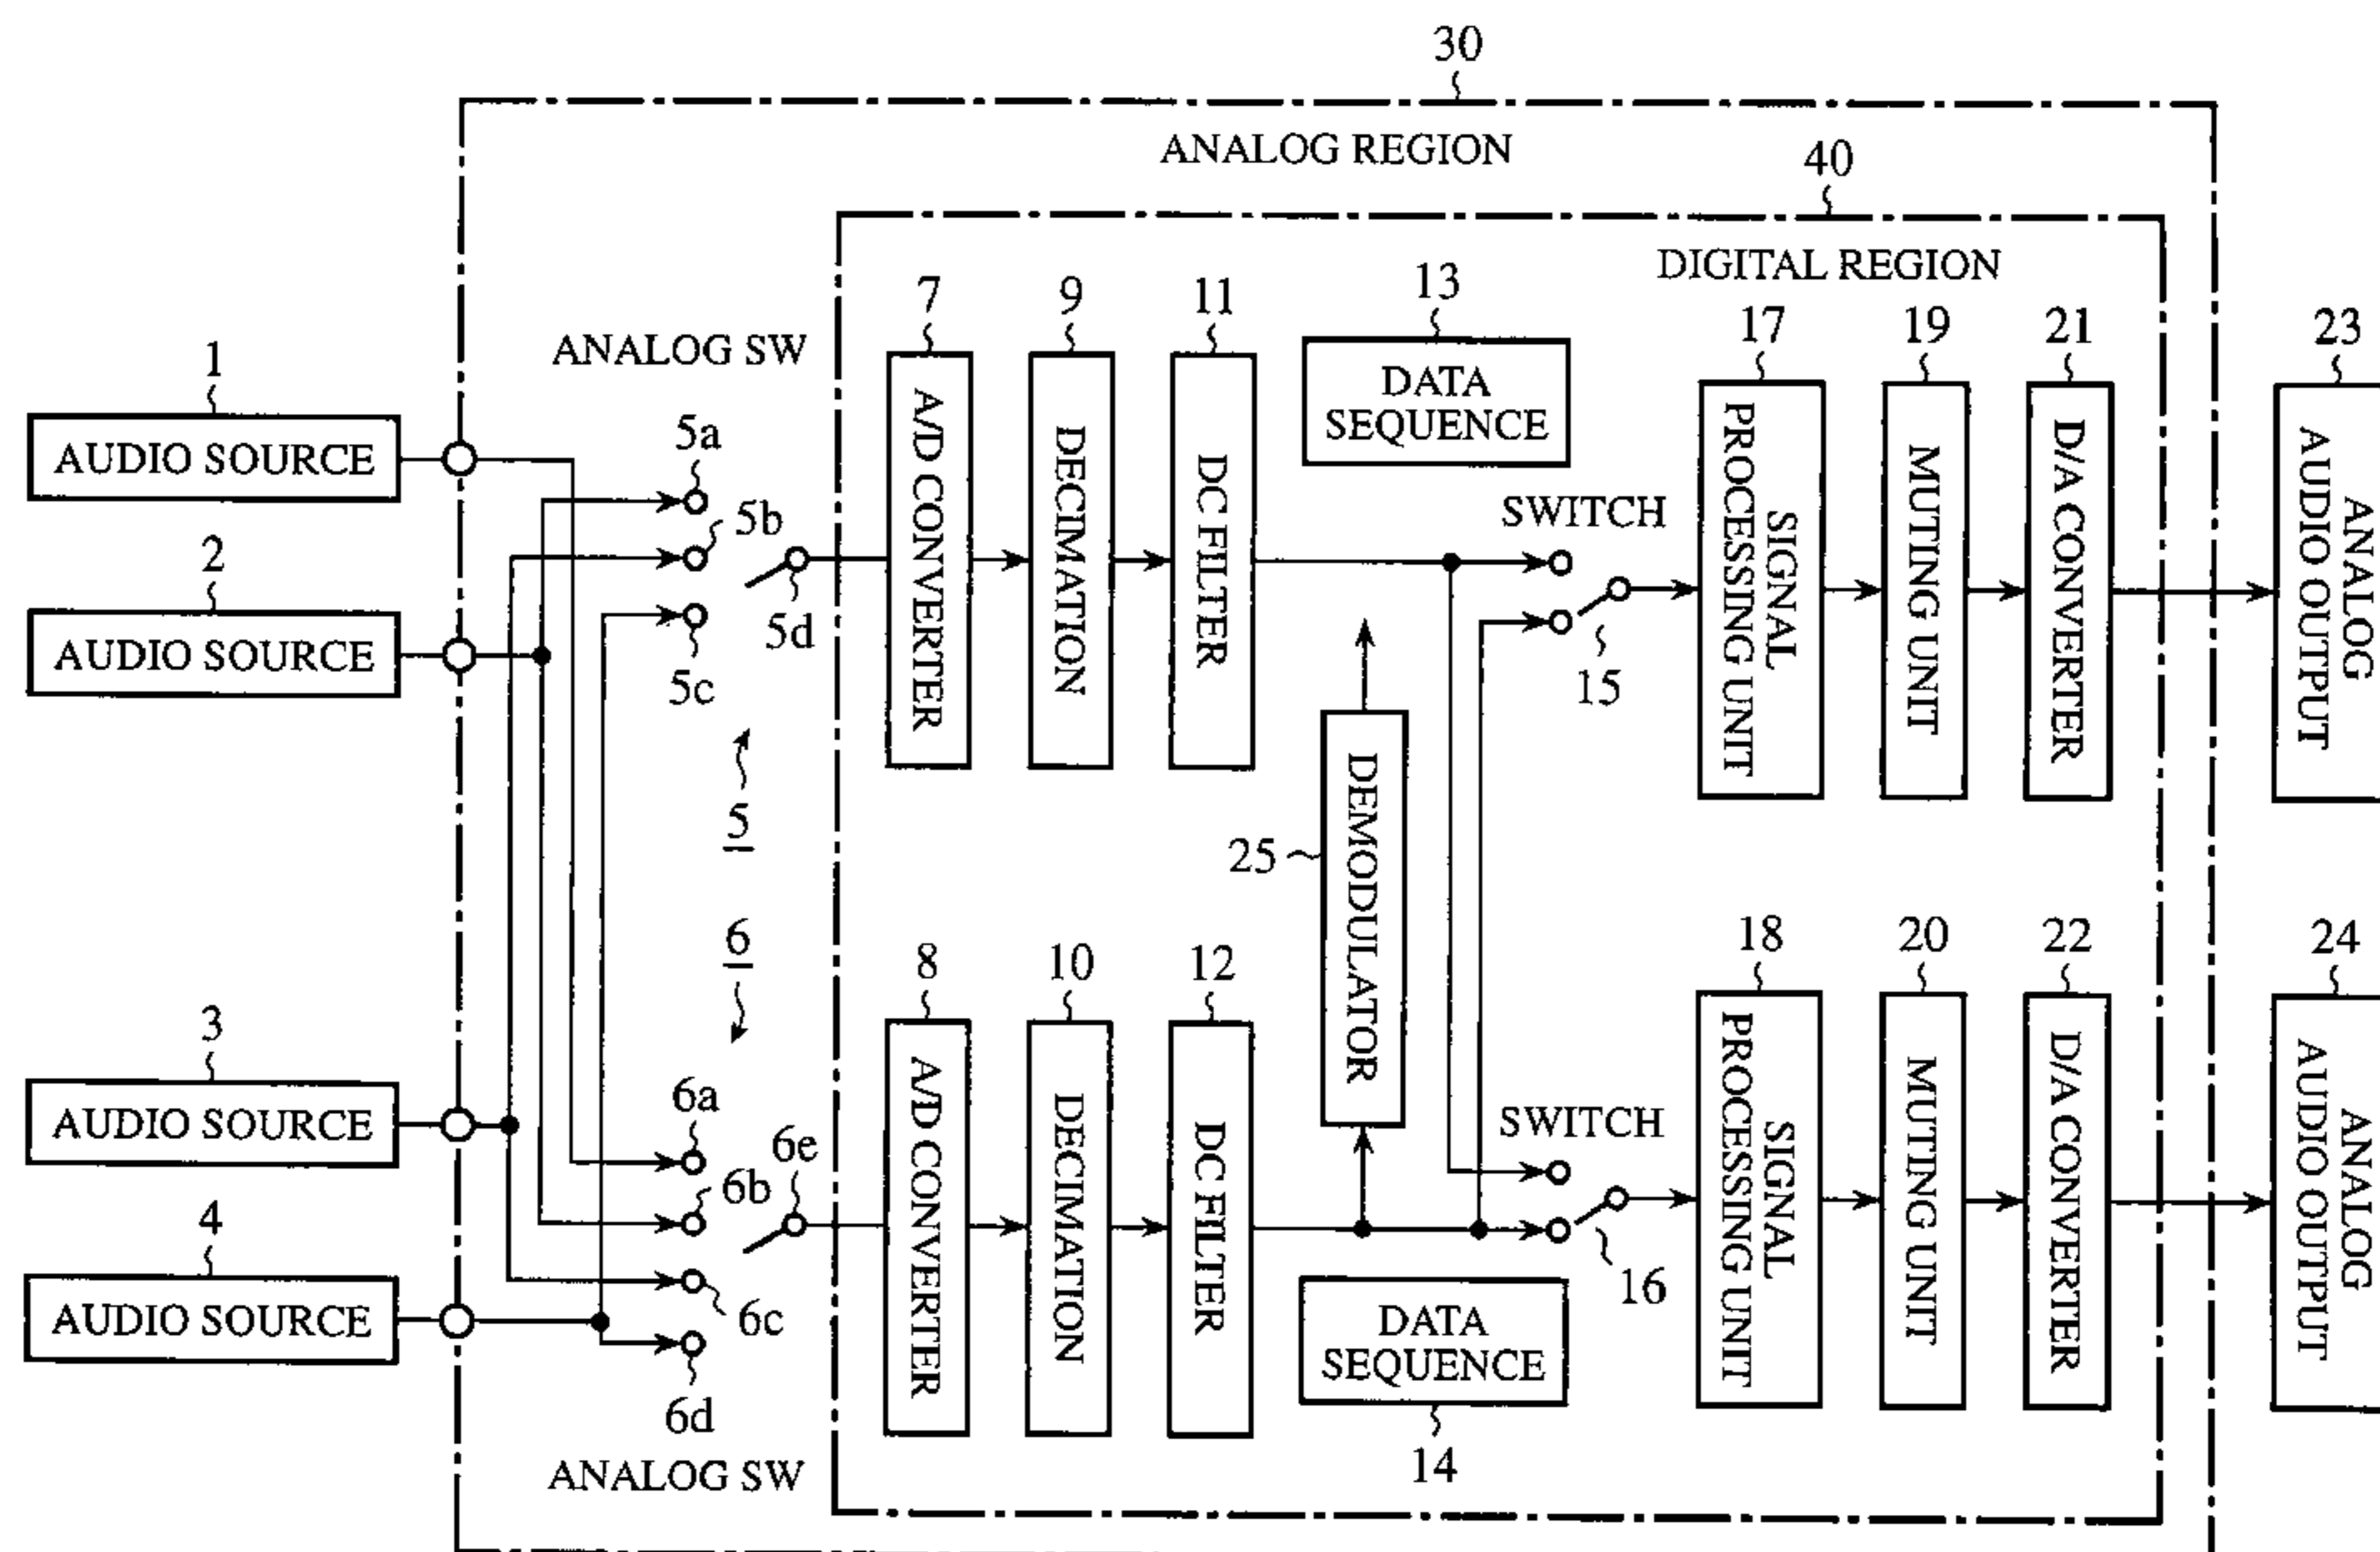 30
ANALOG REGION
40
DIGITAL REGION
1
AUDIO SOURCE
2
AUDIO SOURCE
3
AUDIO SOURCE
4
AUDIO SOURCE
ANALOG SW
5a
5b
5c
5d
5
6
6a
6b
6c
6d
6e
ANALOG SW
7
A/D CONVERTER
9
DECIMATION
11
DC FILTER
13
DATA
SEQUENCE
SWITCH
15
17
SIGNAL
PROCESSING UNIT
19
MUTING UNIT
21
D/A CONVERTER
23
ANALOG
AUDIO OUTPUT
25
DEMODULATOR
8
A/D CONVERTER
10
DECIMATION
12
DC FILTER
DATA
SEQUENCE
14
SWITCH
16
18
SIGNAL
PROCESSING UNIT
20
MUTING UNIT
22
D/A CONVERTER
24
ANALOG
AUDIO OUTPUT